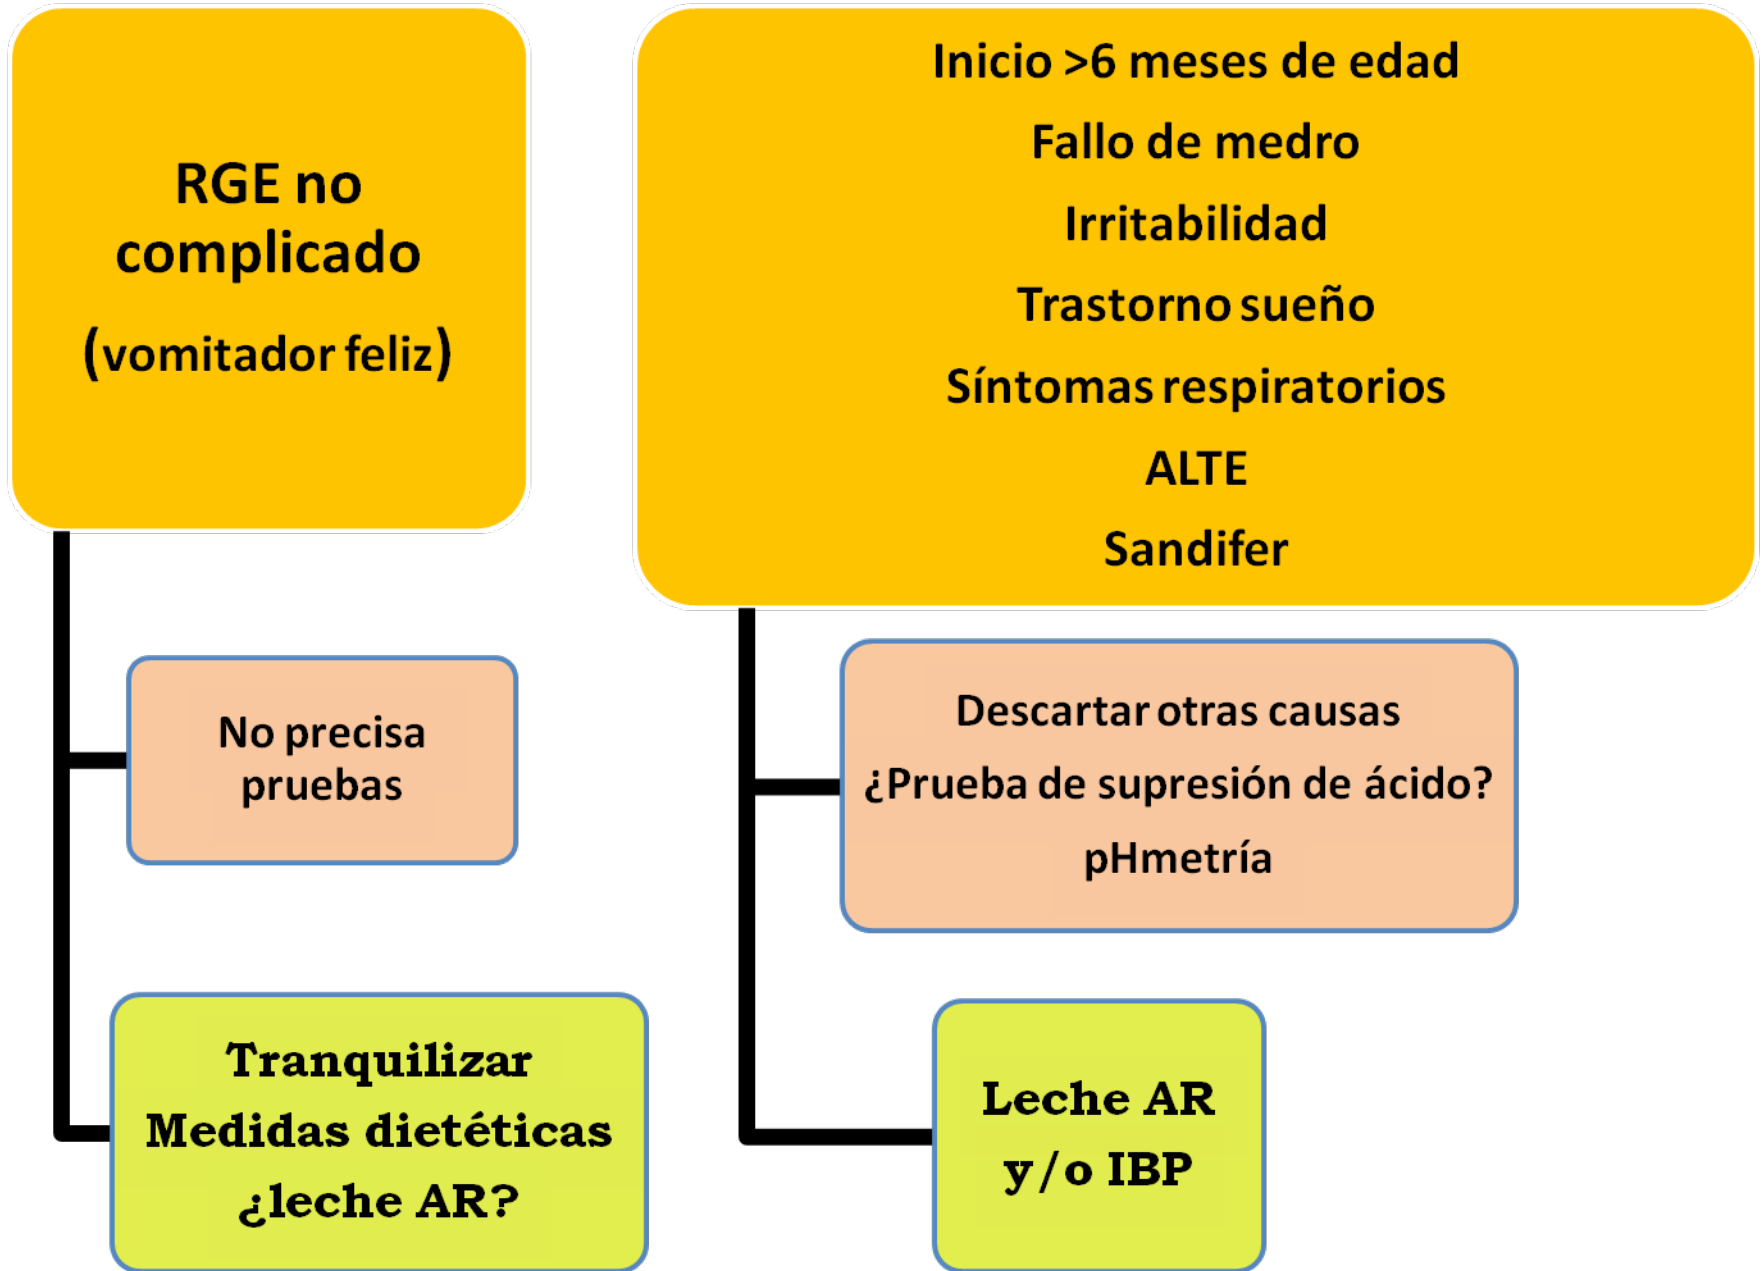 RGE no
complicado
(vomitador feliz)
Inicio >6 meses de edad
Fallo de medro
Irritabilidad
Trastorno sueño
Síntomas respiratorios
ALTE
Sandifer
No precisa
pruebas
Descartar otras causas
¿Prueba de supresión de ácido?
pHmetría
Tranquilizar
Medidas dietéticas
¿leche AR?
Leche AR
y/o IBP